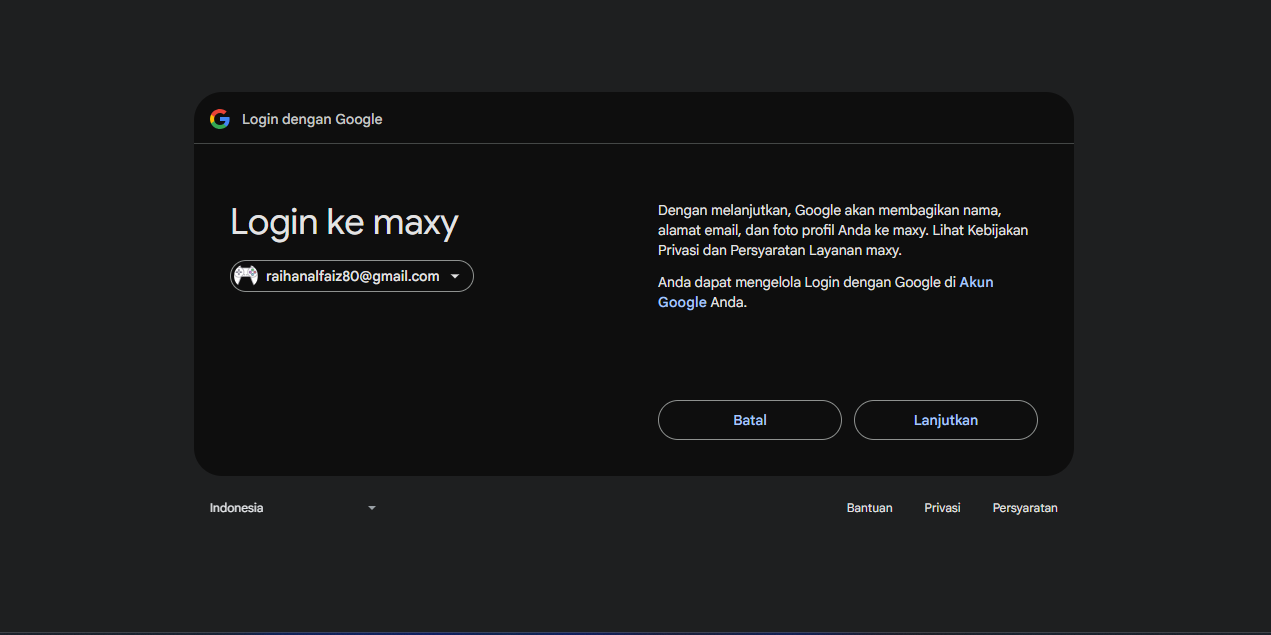 Login dengan Google
Login ke maxy
raihanalfaiz80@gmail.com
Dengan melanjutkan, Google akan membagikan nama,
alamat email, dan foto profil Anda ke maxy. Lihat Kebijakan
Privasi dan Persyaratan Layanan maxy.
Anda dapat mengelola Login dengan Google di Akun
Google Anda.
Batal
Lanjutkan
Indonesia
Bantuan
Privasi
Persyaratan